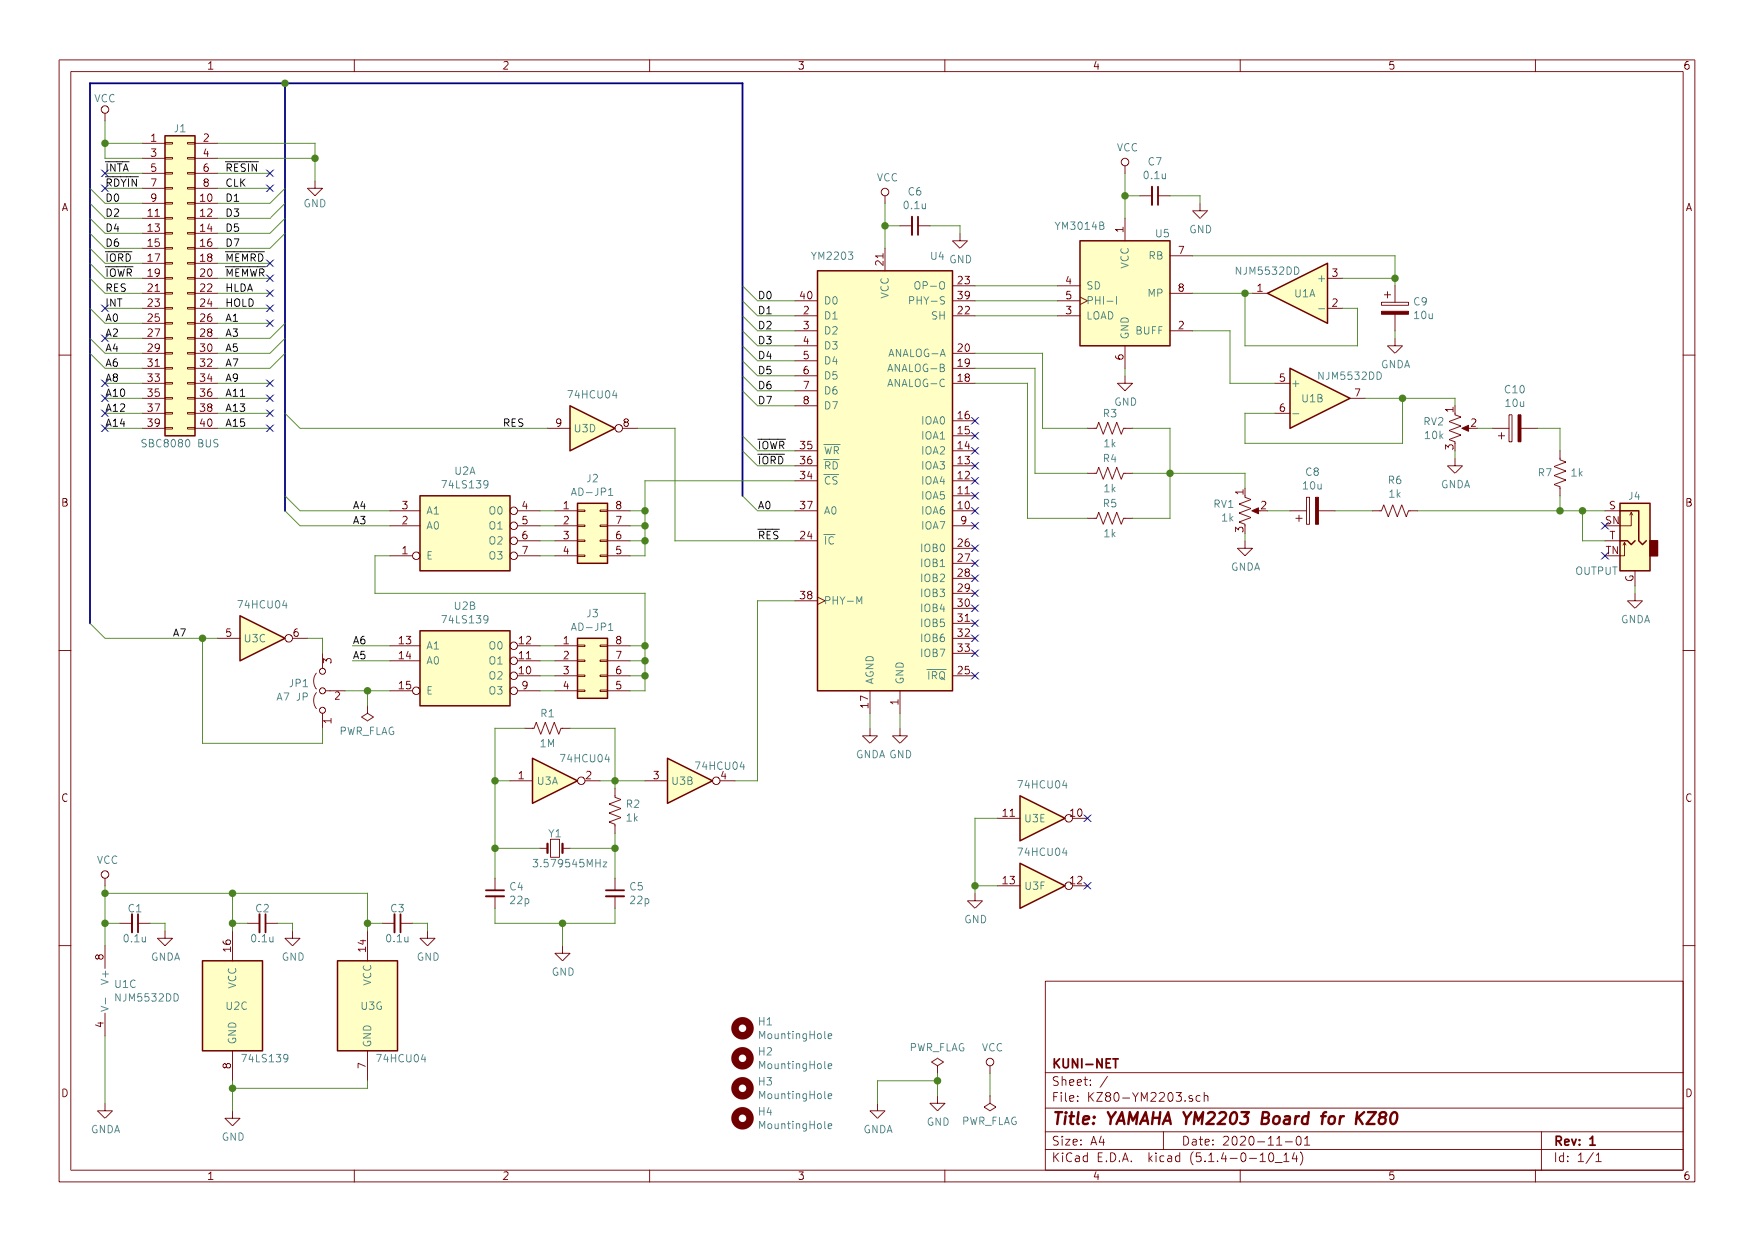 1 2 3 4 5 6
A A
B B
C C
D D
1 2 3 4 5 6
VCC
J1
1 2
3 4
INTA 5 6 RESIN
RDYIN 7 8 CLK
D0 9 10 D1
D2 11 12 D3
D4 13 14 D5
D6 15 16 D7
IORD 17 18 MEMRD
IOWR 19 20 MEMWR
RES 21 22 HLDA
INT 23 24 HOLD
A0 25 26 A1
A2 27 28 A3
A4 29 30 A5
A6 31 32 A7
A8 33 34 A9
A10 35 36 A11
A12 37 38 A13
A14 39 40 A15
SBC8080 BUS
GND
74HCU04
RES 9 U3D 8
U2A
74LS139
A4 3 A1 O0 4
A3 2 A0 O1 5
O2 6
1 E O3 7
J2
AD-JP1
1 8
2 7
3 6
4 5
U2B
74LS139
A6 13 A1 O0 12
A5 14 A0 O1 11
O2 10
15 E O3 9
J3
AD-JP1
1 8
2 7
3 6
4 5
74HCU04
A7 5 U3C 6
JP1
A7 JP
3
2
1
PWR_FLAG
R1
1M
74HCU04
1 U3A 2
74HCU04
3 U3B 4
R2
1k
Y1
3.579545MHz
C4
22p
C5
22p
GND
VCC
C6
0.1u
GND
YM2203 U4
21
VCC
D0 40 D0
D1 2 D1
D2 3 D2
D3 4 D3
D4 5 D4
D5 6 D5
D6 7 D6
D7 8 D7
IOWR 35 WR
IORD 36 RD
34 CS
A0 37 A0
RES 24 IC
38 PHY-M
OP-O 23
PHY-S 39
SH 22
ANALOG-A 20
ANALOG-B 19
ANALOG-C 18
IOA0 16
IOA1 15
IOA2 14
IOA3 13
IOA4 12
IOA5 11
IOA6 10
IOA7 9
IOB0 26
IOB1 27
IOB2 28
IOB3 29
IOB4 30
IOB5 31
IOB6 32
IOB7 33
IRQ 25
AGND GND
17 1
GNDA GND
VCC
C7
0.1u
GND
YM3014B U5
1
VCC
4 SD
5 PHI-I
3 LOAD
RB 7
MP 8
BUFF 2
GND
6
GND
NJM5532DD
1 U1A
+ 3
- 2
C9
10u
+
GNDA
NJM5532DD
5 +
6 -
U1B 7
R3
1k
R4
1k
R5
1k
RV1
1k
1
2
3
GNDA
C8
10u
+
R6
1k
RV2
10k
1
2
3
GNDA
C10
10u
+
R7 1k
J4
S
SN
T
TN
G
OUTPUT
GNDA
74HCU04
11 U3E 10
74HCU04
13 U3F 12
GND
VCC
C1
0.1u
GNDA
C2
0.1u
GND
C3
0.1u
GND
8
V+
U1C
NJM5532DD
V-
4
GNDA
16
VCC
U2C
GND
74LS139
8
GND
14
VCC
U3G
GND
74HCU04
7
H1
MountingHole
H2
MountingHole
H3
MountingHole
H4
MountingHole
PWR_FLAG
GNDA
GND
VCC
PWR_FLAG
KUNI-NET
Sheet: /
File: KZ80-YM2203.sch
Title: YAMAHA YM2203 Board for KZ80
Size: A4 Date: 2020-11-01 Rev: 1
KiCad E.D.A. kicad (5.1.4-0-10_14) Id: 1/1